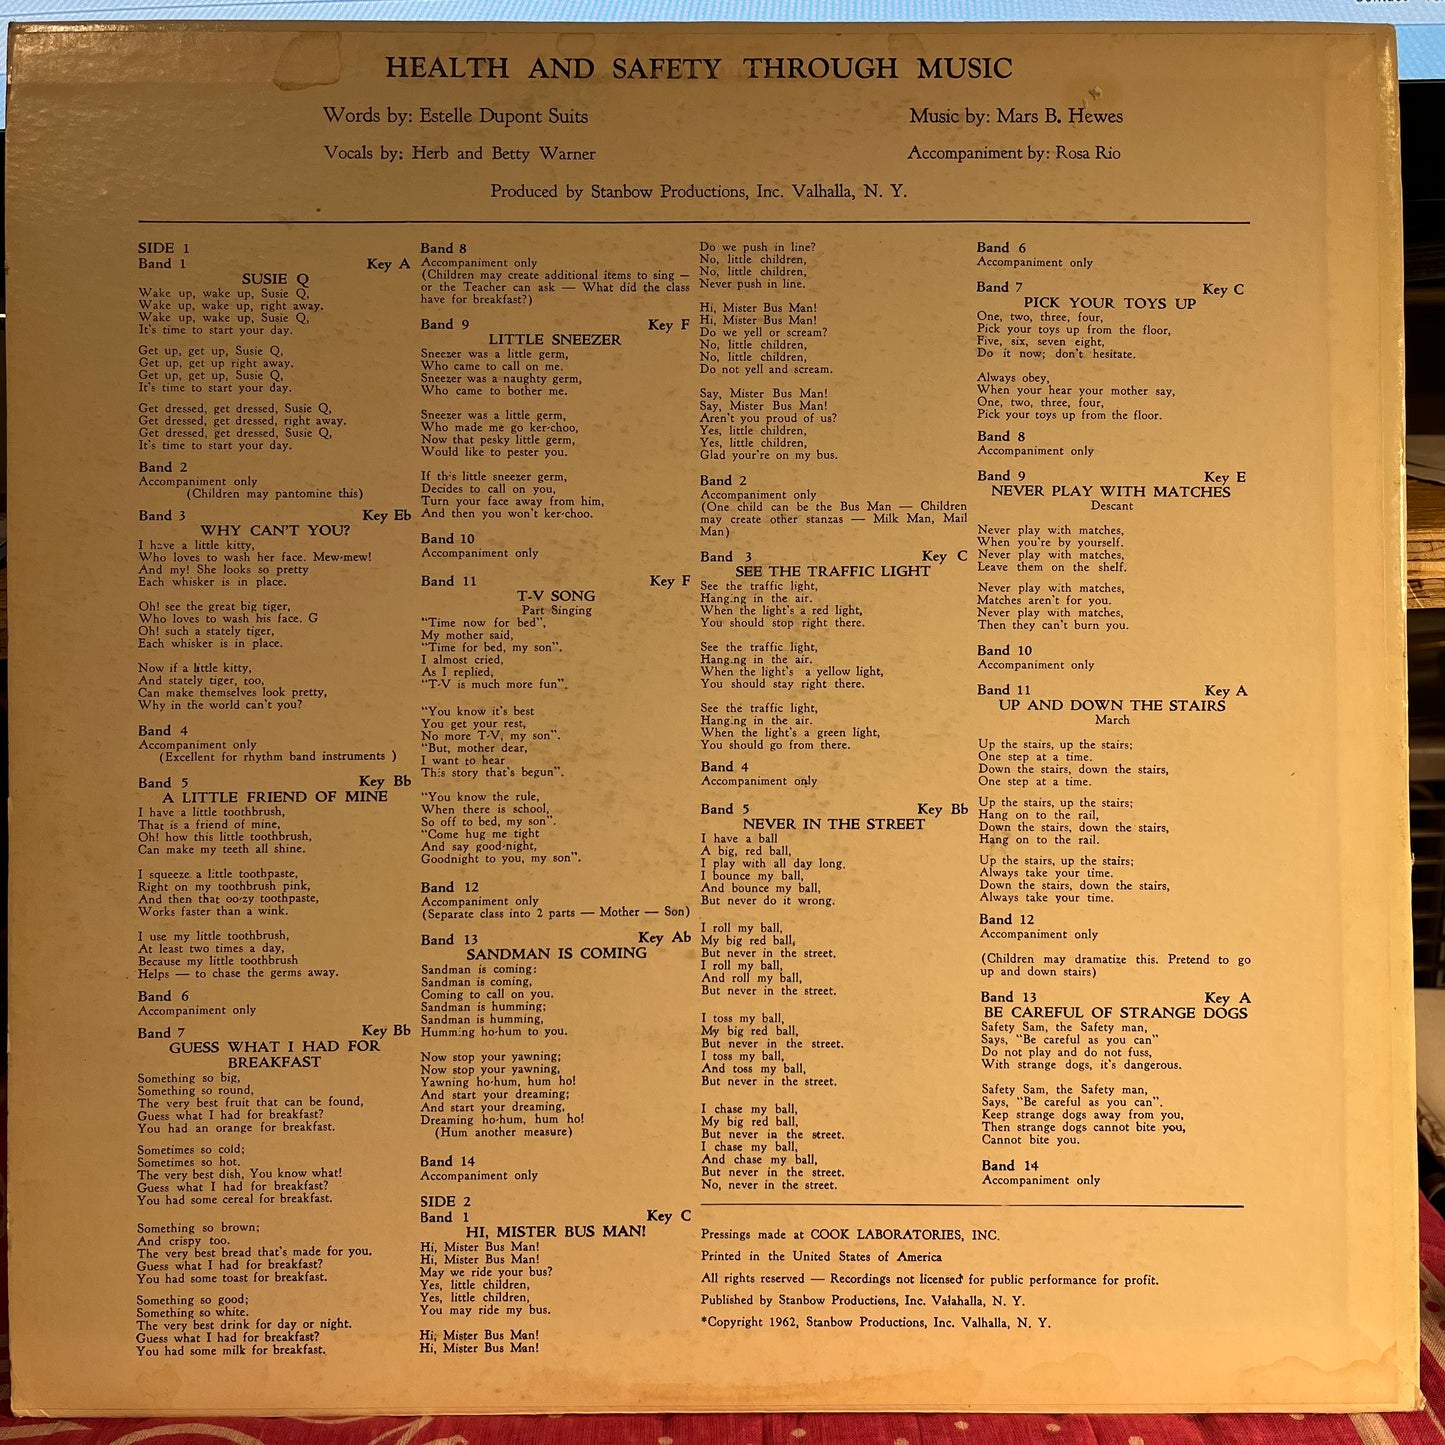 HEALTH AND SAFETY THROUGH MUSIC
Words by: Estelle Dupont Suits
Music by: Mars B. Hewes
Vocals by: Herb and Betty Warner
Accompaniment by: Rosa Rio
Produced by Stanbow Productions, Inc. Valhalla, N. Y.
SIDE 1
Band 1 Key A
SUSIE Q
Wake up, wake up, Susie Q,
Wake up, wake up, right away.
Wake up, wake up, Susie Q,
It's time to start your day.
Get up, get up, Susie Q,
Get up, get up right away.
Get up, get up, Susie Q,
It's time to start your day.
Get dressed, get dressed, Susie Q,
Get dressed, get dressed, right away.
Get dressed, get dressed, Susie Q,
It's time to start your day.
Band 2
Accompaniment only
(Children may pantomine this)
Band 3 Key Eb
WHY CAN'T YOU?
I have a little kitty,
Who loves to wash her face. Mew-mew!
And my! She looks so pretty
Each whisker is in place.
Oh! see the great big tiger,
Who loves to wash his face. G
Oh! such a stately tiger,
Each whisker is in place.
Now if a little kitty,
And stately tiger, too,
Can make themselves look pretty,
Why in the world can't you?
Band 4
Accompaniment only
(Excellent for rhythm band instruments )
Band 5 Key Bb
A LITTLE FRIEND OF MINE
I have a little toothbrush,
That is a friend of mine,
Oh! how this little toothbrush,
Can make my teeth all shine.
I squeeze a little toothpaste,
Right on my toothbrush pink,
And then that oo-zy toothpaste,
Works faster than a wink.
I use my little toothbrush,
At least two times a day,
Because my little toothbrush
Helps — to chase the germs away.
Band 6
Accompaniment only
Band 7 Key Bb
GUESS WHAT I HAD FOR
BREAKFAST
Something so big,
Something so round,
The very best fruit that can be found,
Guess what I had for breakfast?
You had an orange for breakfast.
Sometimes so cold;
Sometimes so hot.
The very best dish, You know what!
Guess what I had for breakfast?
You had some cereal for breakfast.
Something so brown;
And crispy too.
The very best bread that's made for you.
Guess what I had for breakfast?
You had some toast for breakfast.
Something so good;
Something so white.
The very best drink for day or night.
Guess what I had for breakfast?
You had some milk for breakfast.
Band 8
Accompaniment only
(Children may create additional items to sing —
or the Teacher can ask — What did the class
have for breakfast?)
Band 9 Key F
LITTLE SNEEZER
Sneezer was a little germ,
Who came to call on me.
Sneezer was a naughty germ,
Who came to bother me.
Sneezer was a little germ,
Who made me go ker-choo,
Now that pesky little germ,
Would like to pester you.
If this little sneezer germ,
Decides to call on you,
Turn your face away from him,
And then you won't ker-choo.
Band 10
Accompaniment only
Band 11 Key F
T-V SONG
Part Singing
"Time now for bed",
My mother said,
"Time for bed, my son".
I almost cried,
As I replied,
"T-V is much more fun".
"You know it's best
You get your rest,
No more T-V, my son".
"But, mother dear,
I want to hear
This story that's begun".
"You know the rule,
When there is school,
So off to bed, my son".
"Come hug me tight
And say good-night,
Goodnight to you, my son".
Band 12
Accompaniment only
(Separate class into 2 parts — Mother — Son)
Band 13 Key Ab
SANDMAN IS COMING
Sandman is coming;
Sandman is coming,
Coming to call on you.
Sandman is humming;
Sandman is humming,
Humming ho-hum to you.
Now stop your yawning;
Now stop your yawning,
Yawning ho-hum, hum ho!
And start your dreaming;
And start your dreaming,
Dreaming ho-hum, hum ho!
(Hum another measure)
Band 14
Accompaniment only
SIDE 2
Band 1 Key C
HI, MISTER BUS MAN!
Hi, Mister Bus Man!
Hi, Mister Bus Man!
May we ride your bus?
Yes, little children,
Yes, little children,
You may ride my bus.
Hi, Mister Bus Man!
Hi, Mister Bus Man!
Do we push in line?
No, little children,
No, little children,
Never push in line.
Hi, Mister Bus Man!
Hi, Mister Bus Man!
Do we yell or scream?
No, little children,
No, little children,
Do not yell and scream.
Say, Mister Bus Man!
Say, Mister Bus Man!
Aren't you proud of us?
Yes, little children,
Yes, little children,
Glad your're on my bus.
Band 2
Accompaniment only
(One child can be the Bus Man — Children
may create other stanzas — Milk Man, Mail
Man)
Band 3 Key C
SEE THE TRAFFIC LIGHT
See the traffic light,
Hanging in the air.
When the light's a red light,
You should stop right there.
See the traffic light,
Hanging in the air.
When the light's a yellow light,
You should stay right there.
See the traffic light,
Hanging in the air.
When the light's a green light,
You should go from there.
Band 4
Accompaniment only
Band 5 Key Bb
NEVER IN THE STREET
I have a ball
A big, red ball,
I play with all day long.
I bounce my ball,
And bounce my ball,
But never do it wrong.
I roll my ball,
My big red ball,
But never in the street.
I roll my ball,
And roll my ball,
But never in the street.
I toss my ball,
My big red ball,
But never in the street.
I toss my ball,
And toss my ball,
But never in the street.
I chase my ball,
My big red ball,
But never in the street.
I chase my ball,
And chase my ball,
But never in the street.
No, never in the street.
Band 6
Accompaniment only
Band 7 Key C
PICK YOUR TOYS UP
One, two, three, four,
Pick your toys up from the floor,
Five, six, seven eight,
Do it now; don't hesitate.
Always obey,
When your hear your mother say,
One, two, three, four,
Pick your toys up from the floor.
Band 8
Accompaniment only
Band 9 Key E
NEVER PLAY WITH MATCHES
Descant
Never play with matches,
When you're by yourself.
Never play with matches,
Leave them on the shelf.
Never play with matches,
Matches aren't for you.
Never play with matches,
Then they can't burn you.
Band 10
Accompaniment only
Band 11 Key A
UP AND DOWN THE STAIRS
March
Up the stairs, up the stairs;
One step at a time.
Down the stairs, down the stairs,
One step at a time.
Up the stairs, up the stairs;
Hang on to the rail,
Down the stairs, down the stairs,
Hang on to the rail.
Up the stairs, up the stairs;
Always take your time.
Down the stairs, down the stairs,
Always take your time.
Band 12
Accompaniment only
(Children may dramatize this. Pretend to go
up and down stairs)
Band 13 Key A
BE CAREFUL OF STRANGE DOGS
Safety Sam, the Safety man,
Says, "Be careful as you can"
Do not play and do not fuss,
With strange dogs, it's dangerous.
Safety Sam, the Safety man,
Says, "Be careful as you can".
Keep strange dogs away from you,
Then strange dogs cannot bite you,
Cannot bite you.
Band 14
Accompaniment only
Pressings made at COOK LABORATORIES, INC.
Printed in the United States of America
All rights reserved — Recordings not licensed for public performance for profit.
Published by Stanbow Productions, Inc. Valahalla, N. Y.
*Copyright 1962, Stanbow Productions, Inc. Valhalla, N. Y.